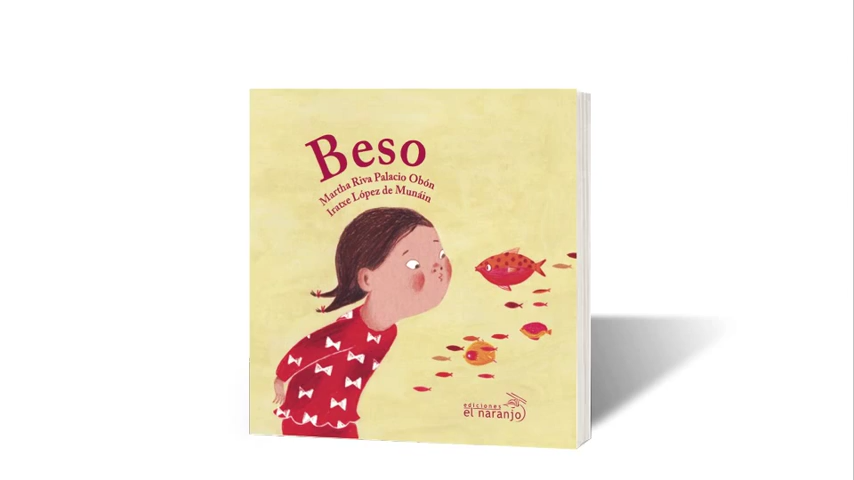 Beso
Martha Riva Palacio Obón
Iratxe López de Munáin
ediciones
el naranjo